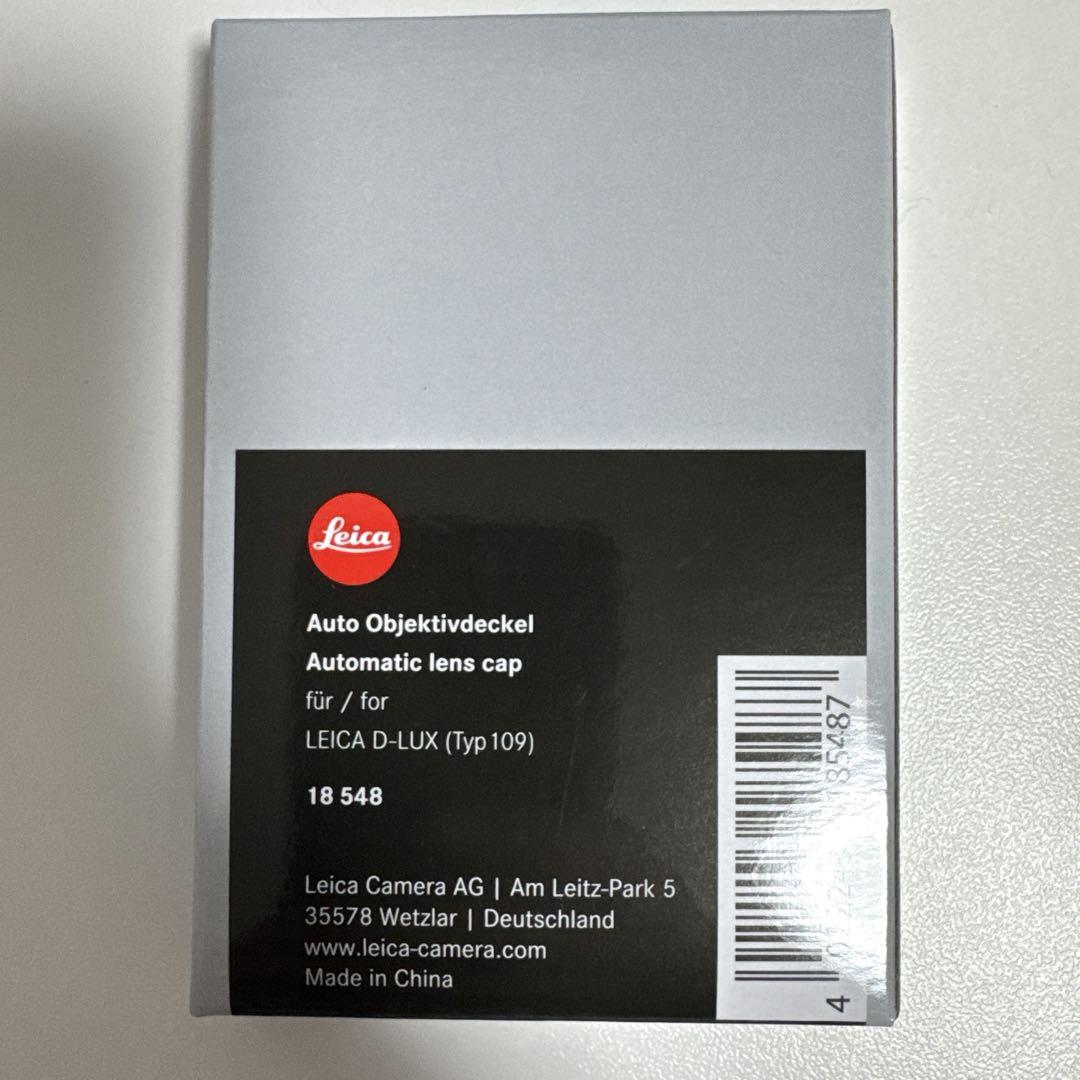 Leica
Auto Objektivdeckel
Automatic lens cap
für / for
LEICA D-LUX (Typ 109)
18 548
Leica Camera AG | Am Leitz-Park 5
35578 Wetzlar | Deutschland
www.leica-camera.com
Made in China
85487